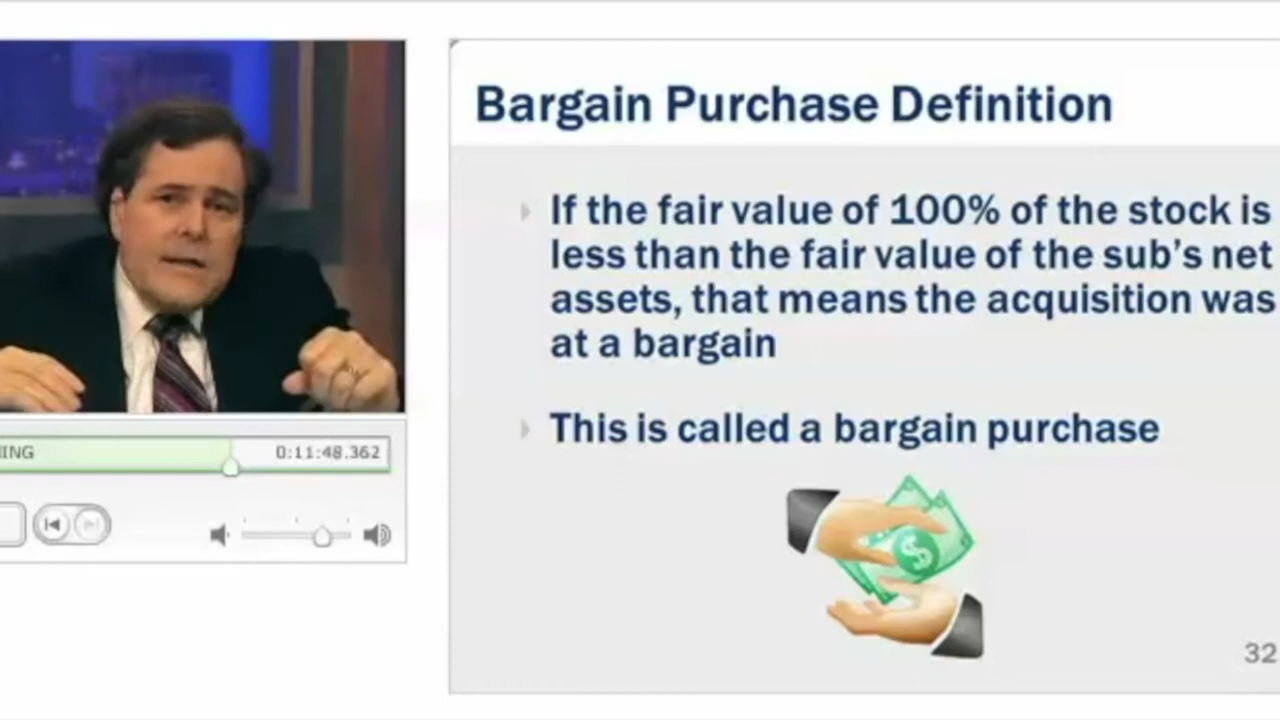 Bargain Purchase Definition
If the fair value of 100% of the stock is
less than the fair value of the sub's net
assets, that means the acquisition was
at a bargain
This is called a bargain purchase
$
32
ING
0:11:48.362